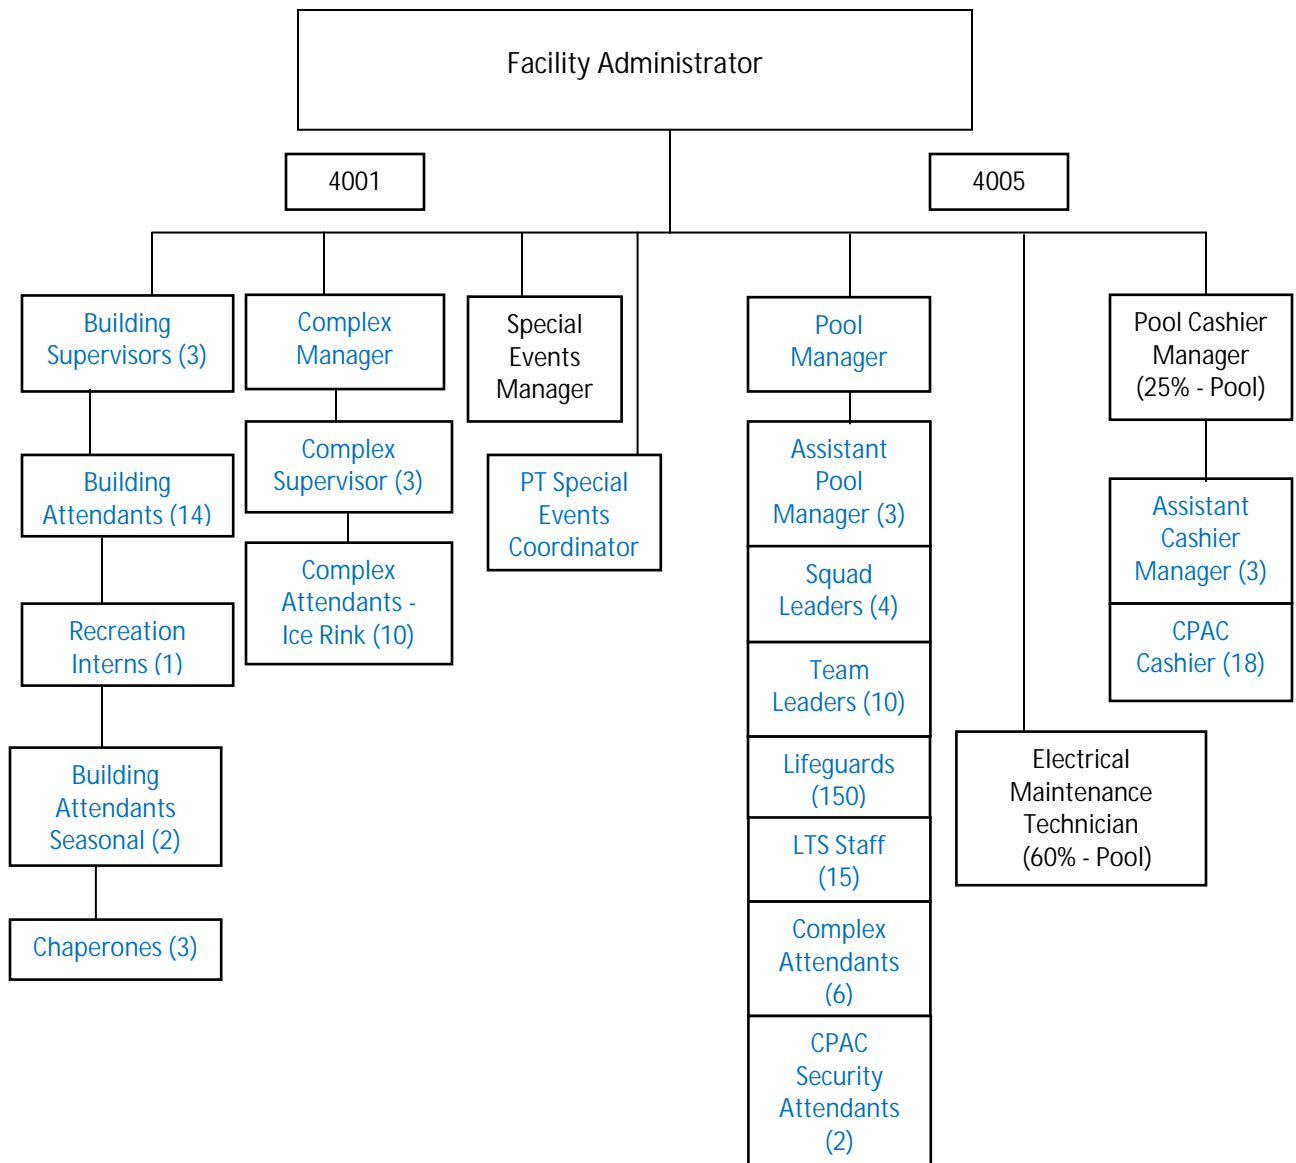 Facility Administrator
4001
4005
Building
Supervisors (3)
Building
Attendants (14)
Recreation
Interns (1)
Building
Attendants
Seasonal (2)
Chaperones (3)
Complex
Manager
Complex
Supervisor (3)
Complex
Attendants -
Ice Rink (10)
Special
Events
Manager
PT Special
Events
Coordinator
Pool
Manager
Assistant
Pool
Manager (3)
Squad
Leaders (4)
Team
Leaders (10)
Lifeguards
(150)
LTS Staff
(15)
Complex
Attendants
(6)
CPAC
Security
Attendants
(2)
Electrical
Maintenance
Technician
(60% - Pool)
Pool Cashier
Manager
(25% - Pool)
Assistant
Cashier
Manager (3)
CPAC
Cashier (18)